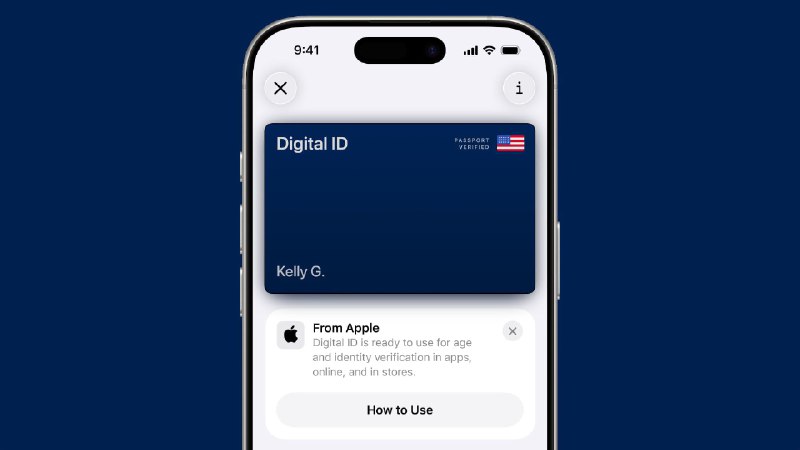 9:41
i
Digital ID
PASSPORT
VERIFIED
Kelly G.
From Apple
Digital ID is ready to use for age
and identity verification in apps,
online, and in stores.
How to Use